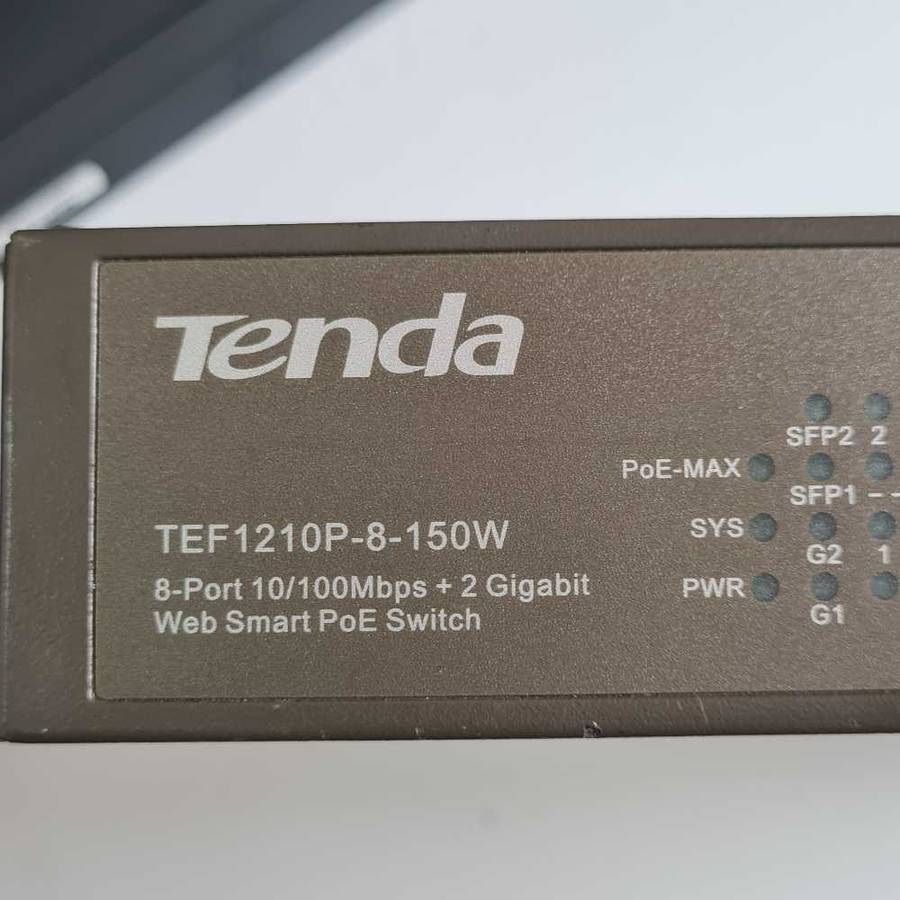 Tenda
TEF1210P-8-150W
8-Port 10/100Mbps + 2 Gigabit
Web Smart PoE Switch
SFP2 2
PoE-MAX
SFP1 --
SYS
G2 1
PWR
G1